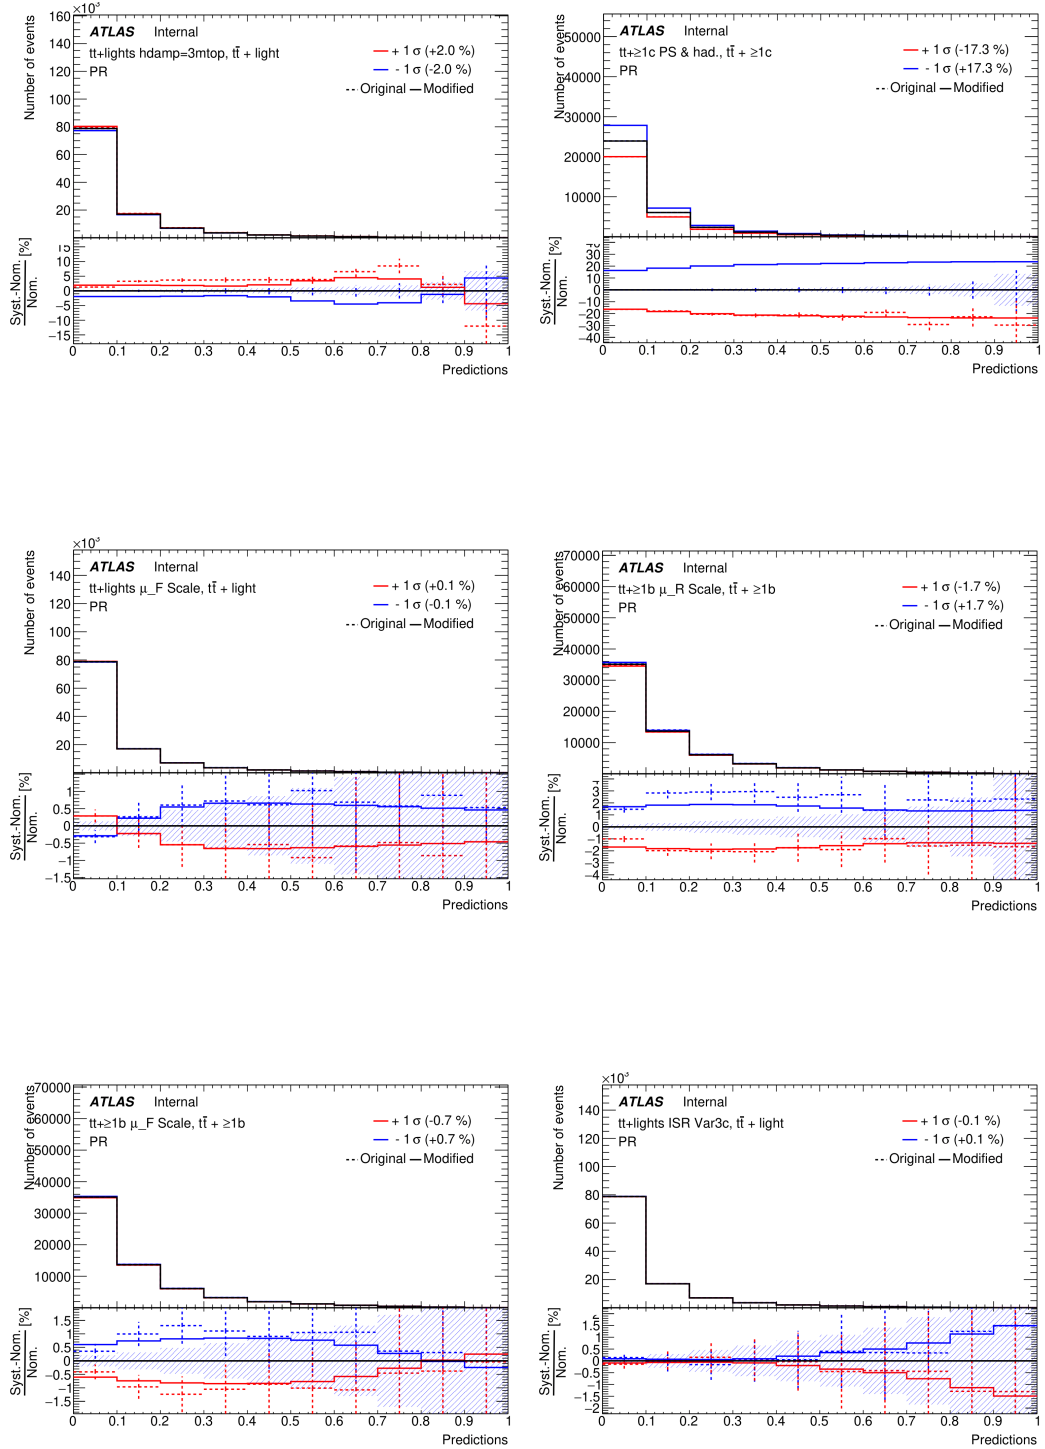 ×10³
ATLAS Internal
tt+lights hdamp=3mtop, tt̄ + light
PR
+ 1 σ (+2.0 %)
- 1 σ (-2.0 %)
Original Modified
Number of events
160
140
120
100
80
60
40
20
Syst.-Nom. [%]
Nom.
15
10
5
0
−5
−10
−15
0 0.1 0.2 0.3 0.4 0.5 0.6 0.7 0.8 0.9 1
Predictions
ATLAS Internal
tt+≥1c PS & had., tt̄ + ≥1c
PR
+ 1 σ (-17.3 %)
- 1 σ (+17.3 %)
Original Modified
Number of events
50000
40000
30000
20000
10000
Syst.-Nom. [%]
Nom.
30
20
10
0
−10
−20
−30
−40
0 0.1 0.2 0.3 0.4 0.5 0.6 0.7 0.8 0.9 1
Predictions
×10³
ATLAS Internal
tt+lights μ_F Scale, tt̄ + light
PR
+ 1 σ (+0.1 %)
- 1 σ (-0.1 %)
Original Modified
Number of events
140
120
100
80
60
40
20
Syst.-Nom. [%]
Nom.
1
0.5
0
−0.5
−1
−1.5
0 0.1 0.2 0.3 0.4 0.5 0.6 0.7 0.8 0.9 1
Predictions
ATLAS Internal
tt+≥1b μ_R Scale, tt̄ + ≥1b
PR
+ 1 σ (-1.7 %)
- 1 σ (+1.7 %)
Original Modified
Number of events
70000
60000
50000
40000
30000
20000
10000
Syst.-Nom. [%]
Nom.
3
2
1
0
−1
−2
−3
−4
0 0.1 0.2 0.3 0.4 0.5 0.6 0.7 0.8 0.9 1
Predictions
ATLAS Internal
tt+≥1b μ_F Scale, tt̄ + ≥1b
PR
+ 1 σ (-0.7 %)
- 1 σ (+0.7 %)
Original Modified
Number of events
70000
60000
50000
40000
30000
20000
10000
Syst.-Nom. [%]
Nom.
1.5
1
0.5
0
−0.5
−1
−1.5
0 0.1 0.2 0.3 0.4 0.5 0.6 0.7 0.8 0.9 1
Predictions
×10³
ATLAS Internal
tt+lights ISR Var3c, tt̄ + light
PR
+ 1 σ (-0.1 %)
- 1 σ (+0.1 %)
Original Modified
Number of events
140
120
100
80
60
40
20
Syst.-Nom. [%]
Nom.
1.5
1
0.5
0
−0.5
−1
−1.5
−2
0 0.1 0.2 0.3 0.4 0.5 0.6 0.7 0.8 0.9 1
Predictions